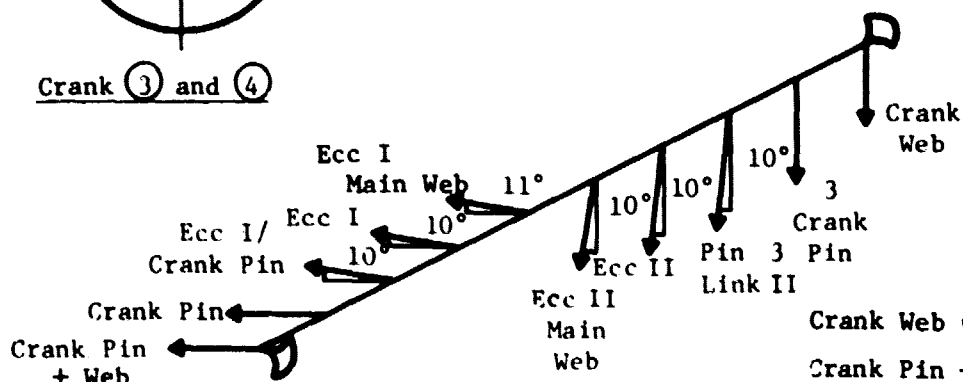 Crank ③ and ④
Crank
Web
Ecc I
Main Web
11°
10°
3
Crank
Pin
Ecc I/
Crank Pin
Ecc I
10°
10°
10°
10°
Pin 3
Link II
Ecc II
Crank Pin
Ecc II
Main
Web
Crank Pin
+ Web
Crank Web
Crank Pin